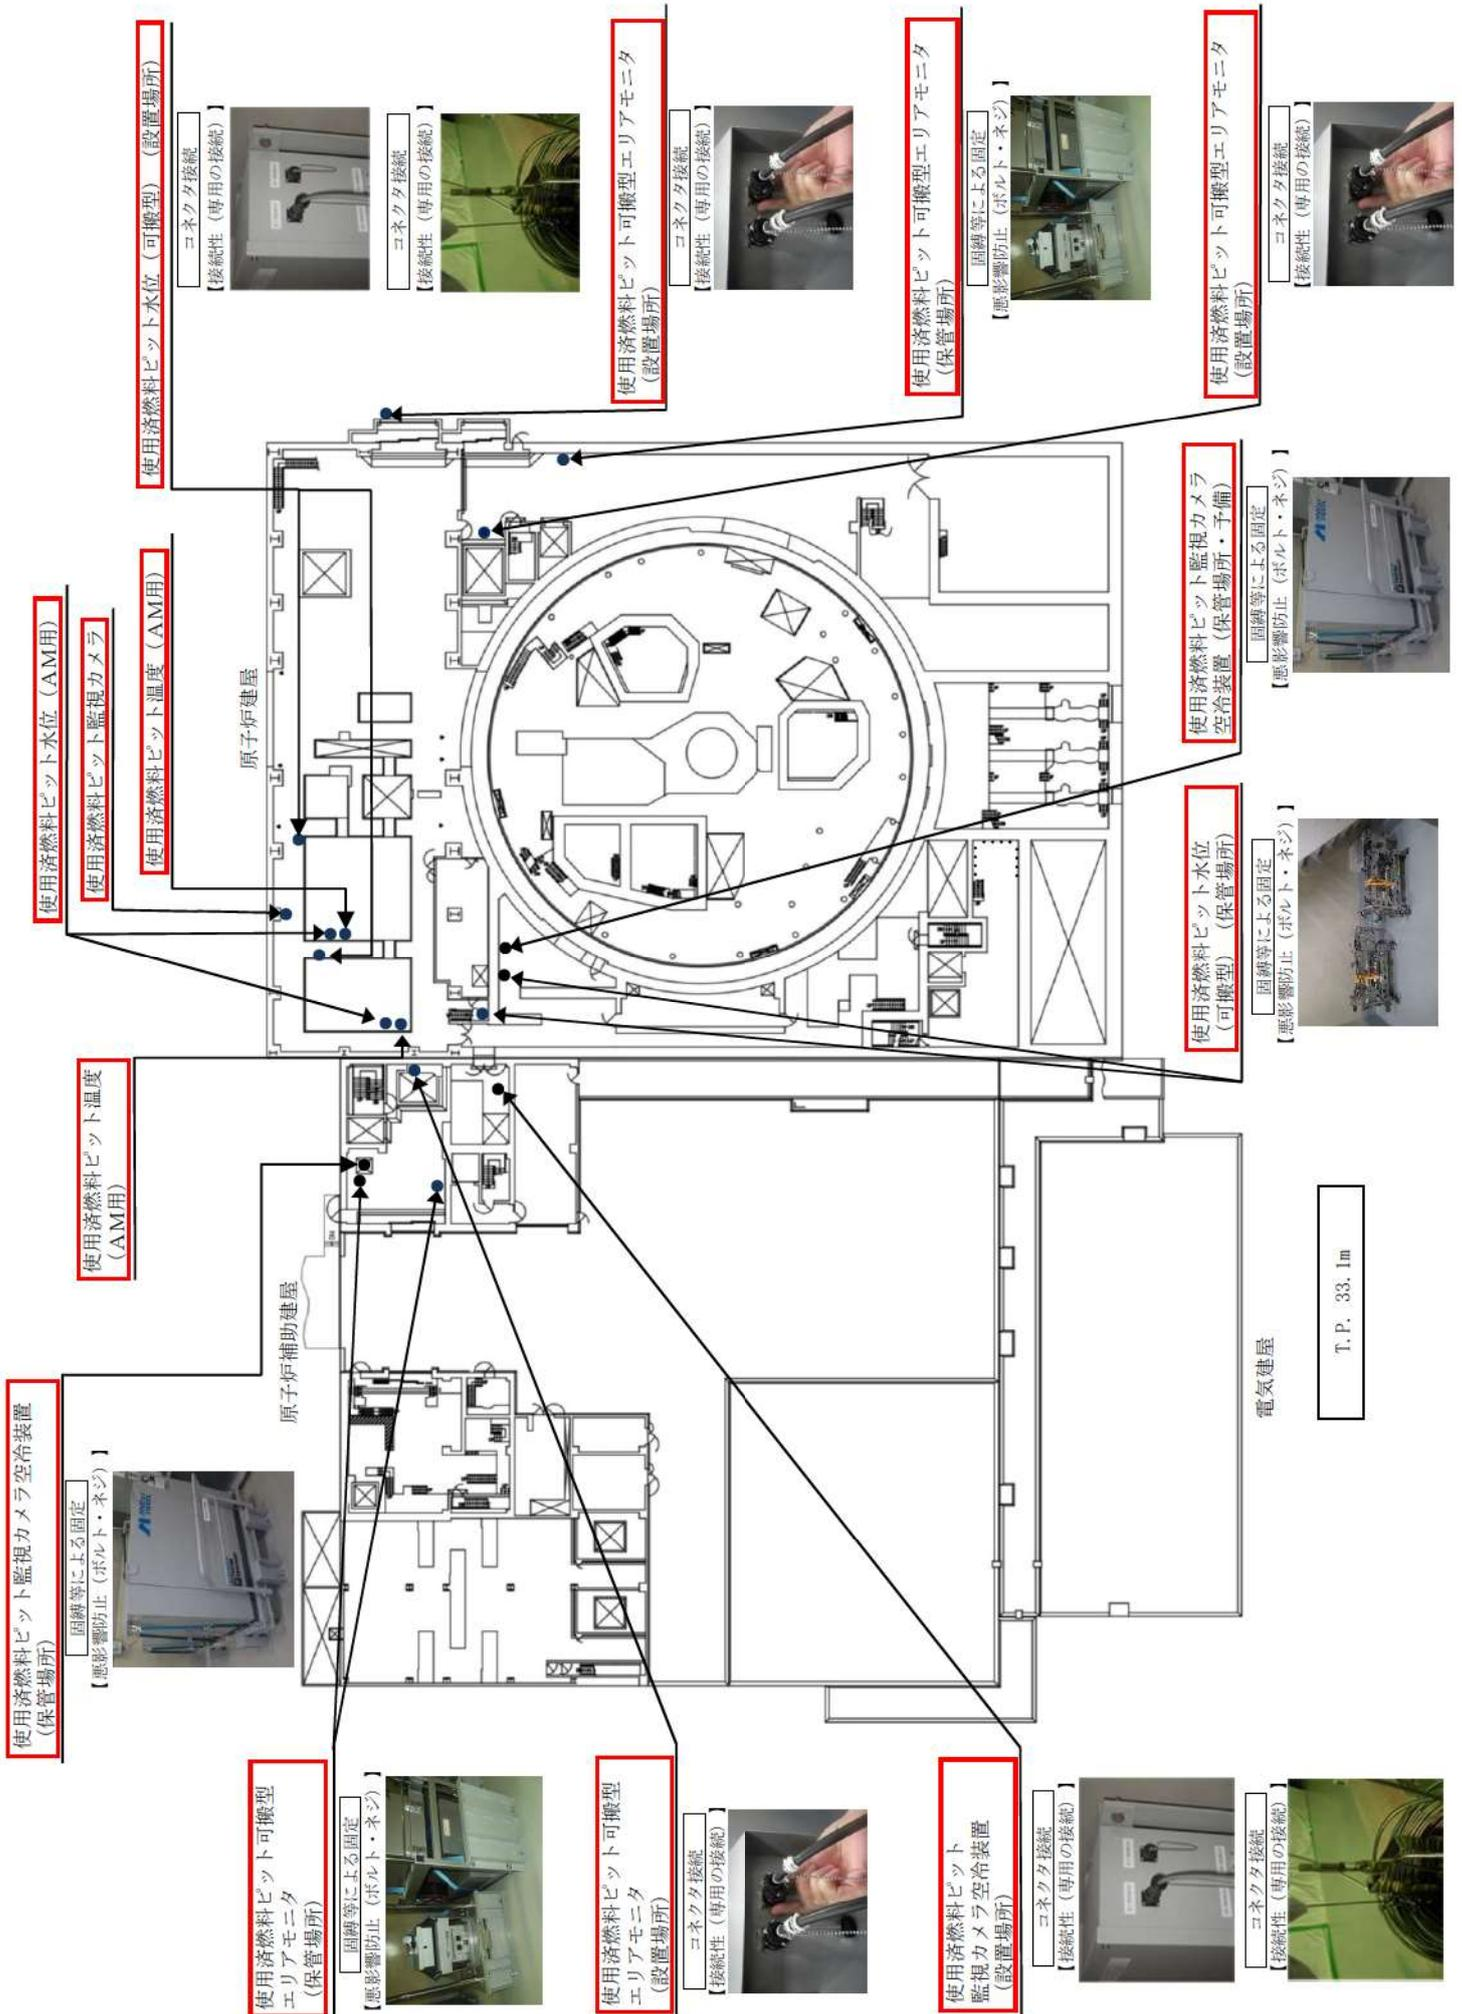 使用済燃料ピット監視カメラ空冷装置
(保管場所)
固縛等による固定
【悪影響防止（ボルト・ネジ）】
使用済燃料ピット温度
（AM用）
使用済燃料ピット水位（AM用）
使用済燃料ピット監視カメラ
使用済燃料ピット温度（AM用）
使用済燃料ピット水位（可搬型）（設置場所）
コネクタ接続
【接続性（専用の接続）】
コネクタ接続
【接続性（専用の接続）】
使用済燃料ピット可搬型エリアモニタ
(設置場所)
コネクタ接続
【接続性（専用の接続）】
使用済燃料ピット可搬型エリアモニタ
(保管場所)
固縛等による固定
【悪影響防止（ボルト・ネジ）】
使用済燃料ピット可搬型エリアモニタ
(設置場所)
コネクタ接続
【接続性（専用の接続）】
原子炉補助建屋
原子炉建屋
使用済燃料ピット可搬型
エリアモニタ
(保管場所)
固縛等による固定
【悪影響防止（ボルト・ネジ）】
使用済燃料ピット可搬型
エリアモニタ
(設置場所)
コネクタ接続
【接続性（専用の接続）】
使用済燃料ピット
監視カメラ空冷装置
(設置場所)
コネクタ接続
【接続性（専用の接続）】
コネクタ接続
【接続性（専用の接続）】
使用済燃料ピット水位
（可搬型）（保管場所）
固縛等による固定
【悪影響防止（ボルト・ネジ）】
使用済燃料ピット監視カメラ
空冷装置（保管場所・予備）
固縛等による固定
【悪影響防止（ボルト・ネジ）】
電気建屋
T.P. 33.1m